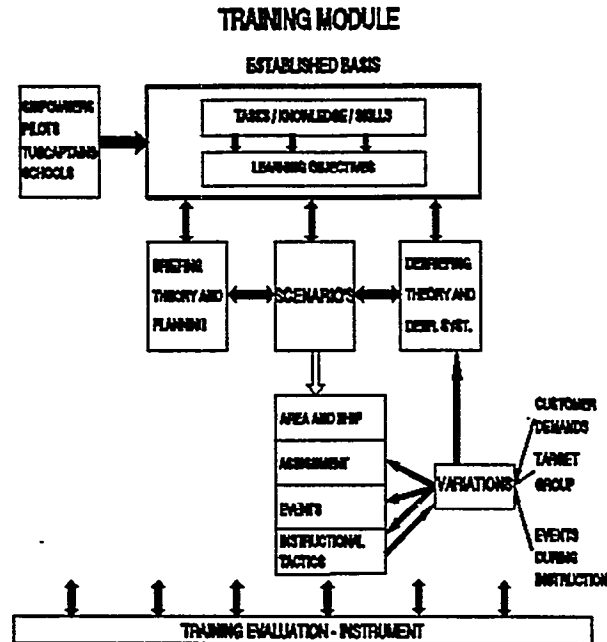 TRAINING MODULE
ESTABLISHED BASIS
SHIPOWNERS
PILOTS
TUGCAPTAINS
SCHOOLS
TASKS / KNOWLEDGE / SKILLS
LEARNING OBJECTIVES
BRIEFING
THEORY AND
PLANNING
SCENARIO'S
DEBRIEFING
THEORY AND
DEBR. SYST.
AREA AND SHIP
ASSIGNMENT
EVENTS
INSTRUCTIONAL
TACTICS
VARIATIONS
CUSTOMER
DEMANDS
TARGET
GROUP
EVENTS
DURING
INSTRUCTION
TRAINING EVALUATION - INSTRUMENT